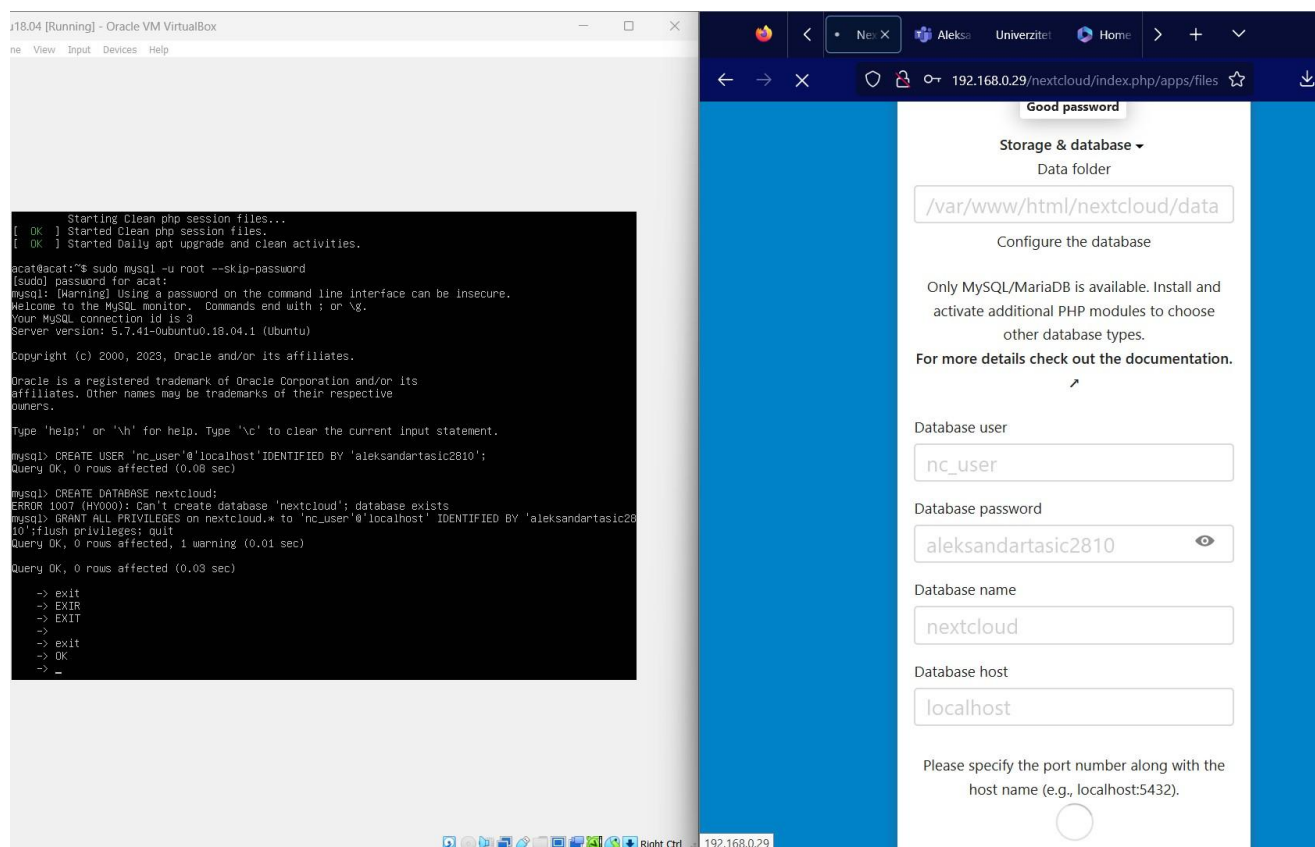 u18.04 [Running] - Oracle VM VirtualBox
ne View Input Devices Help
Starting Clean php session files...
[ OK ] Started Clean php session files.
[ OK ] Started Daily apt upgrade and clean activities.
acat@acat:~$ sudo mysql -u root --skip-password
[sudo] password for acat:
mysql: [Warning] Using a password on the command line interface can be insecure.
Welcome to the MySQL monitor.  Commands end with ; or \g.
Your MySQL connection id is 3
Server version: 5.7.41-0ubuntu0.18.04.1 (Ubuntu)
Copyright (c) 2000, 2023, Oracle and/or its affiliates.
Oracle is a registered trademark of Oracle Corporation and/or its
affiliates. Other names may be trademarks of their respective
owners.
Type 'help;' or '\h' for help. Type '\c' to clear the current input statement.
mysql> CREATE USER 'nc_user'@'localhost'IDENTIFIED BY 'aleksandartasic2810';
Query OK, 0 rows affected (0.08 sec)
mysql> CREATE DATABASE nextcloud;
ERROR 1007 (HY000): Can't create database 'nextcloud'; database exists
mysql> GRANT ALL PRIVILEGES on nextcloud.* to 'nc_user'@'localhost' IDENTIFIED BY 'aleksandartasic28
10';flush privileges; quit
Query OK, 0 rows affected, 1 warning (0.01 sec)
Query OK, 0 rows affected (0.03 sec)
-> exit
-> EXIR
-> EXIT
->
-> exit
-> OK
-> _
Right Ctrl
Nex Aleksa Univerzitet Home
192.168.0.29/nextcloud/index.php/apps/files
Good password
Storage & database
Data folder
/var/www/html/nextcloud/data
Configure the database
Only MySQL/MariaDB is available. Install and
activate additional PHP modules to choose
other database types.
For more details check out the documentation.
↗
Database user
nc_user
Database password
aleksandartasic2810
Database name
nextcloud
Database host
localhost
Please specify the port number along with the
host name (e.g., localhost:5432).
192.168.0.29